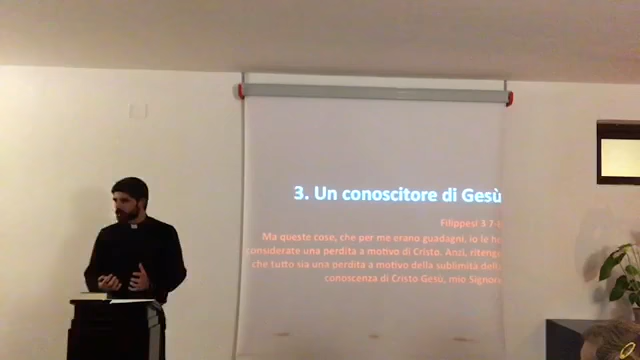 3. Un conoscitore di Gesù
Filippesi 3 7-
Ma queste cose, che per me erano guadagni, io le ho
considerate una perdita a motivo di Cristo. Anzi, ritengo
che tutto sia una perdita a motivo della sublimità della
conoscenza di Cristo Gesù, mio Signore